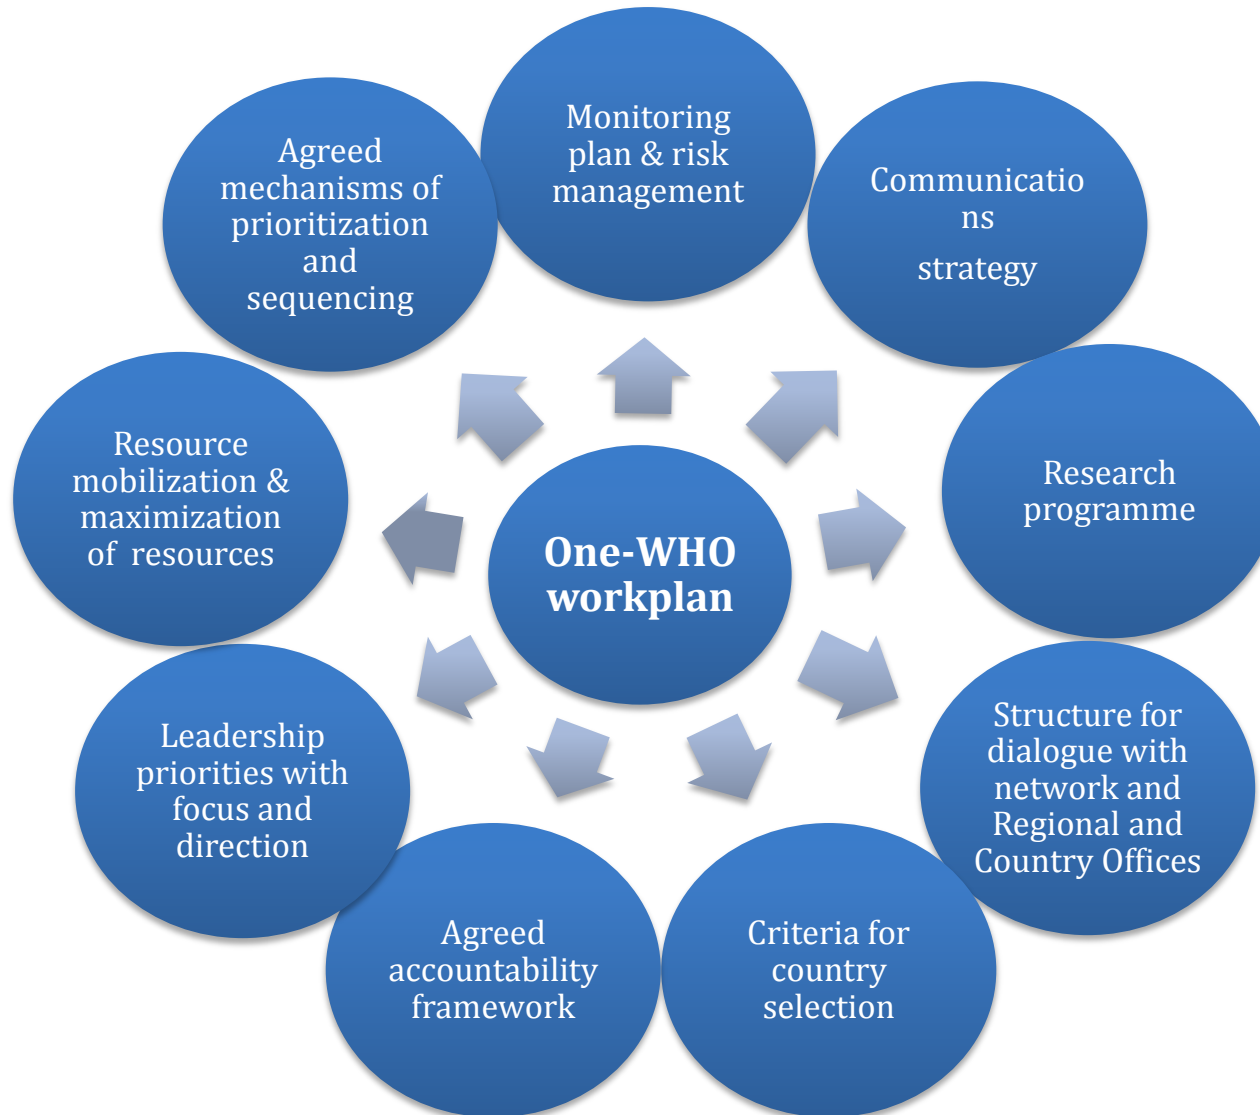 Monitoring
plan & risk
management
Communicatio
ns
strategy
Research
programme
Structure for
dialogue with
network and
Regional and
Country Offices
Criteria for
country
selection
Agreed
accountability
framework
Leadership
priorities with
focus and
direction
Resource
mobilization &
maximization
of resources
Agreed
mechanisms of
prioritization
and
sequencing
One-WHO
workplan